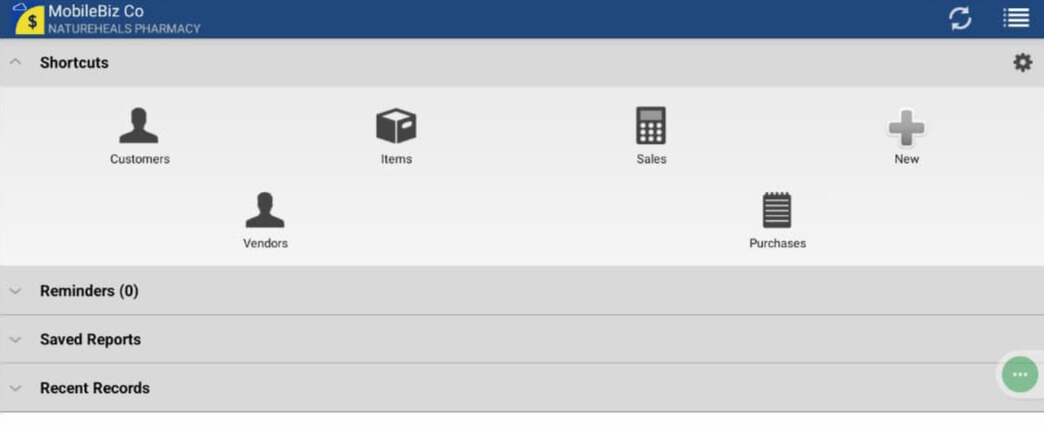 MobileBiz Co
NATUREHEALS PHARMACY
Shortcuts
Customers
Items
Sales
New
Vendors
Purchases
Reminders (0)
Saved Reports
Recent Records